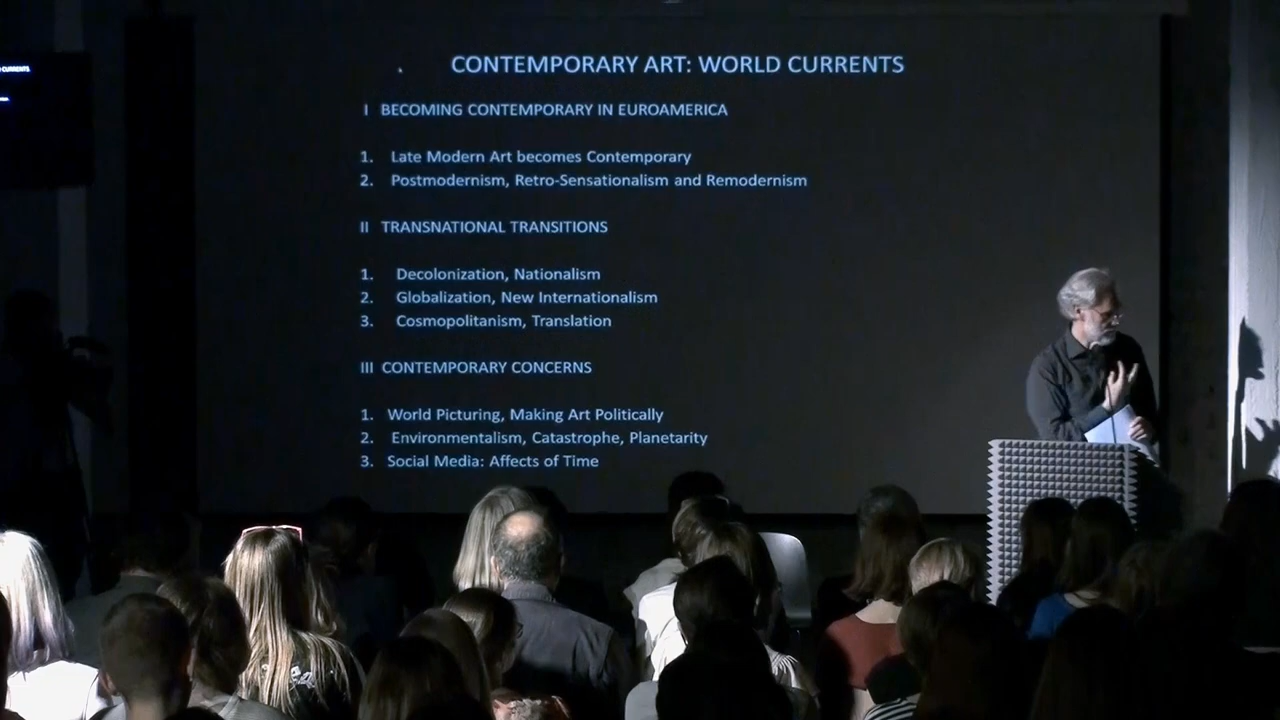 CONTEMPORARY ART: WORLD CURRENTS
I BECOMING CONTEMPORARY IN EUROAMERICA
1. Late Modern Art becomes Contemporary
2. Postmodernism, Retro-Sensationalism and Remodernism
II TRANSNATIONAL TRANSITIONS
1. Decolonization, Nationalism
2. Globalization, New Internationalism
3. Cosmopolitanism, Translation
III CONTEMPORARY CONCERNS
1. World Picturing, Making Art Politically
2. Environmentalism, Catastrophe, Planetarity
3. Social Media: Affects of Time
CURRENTS